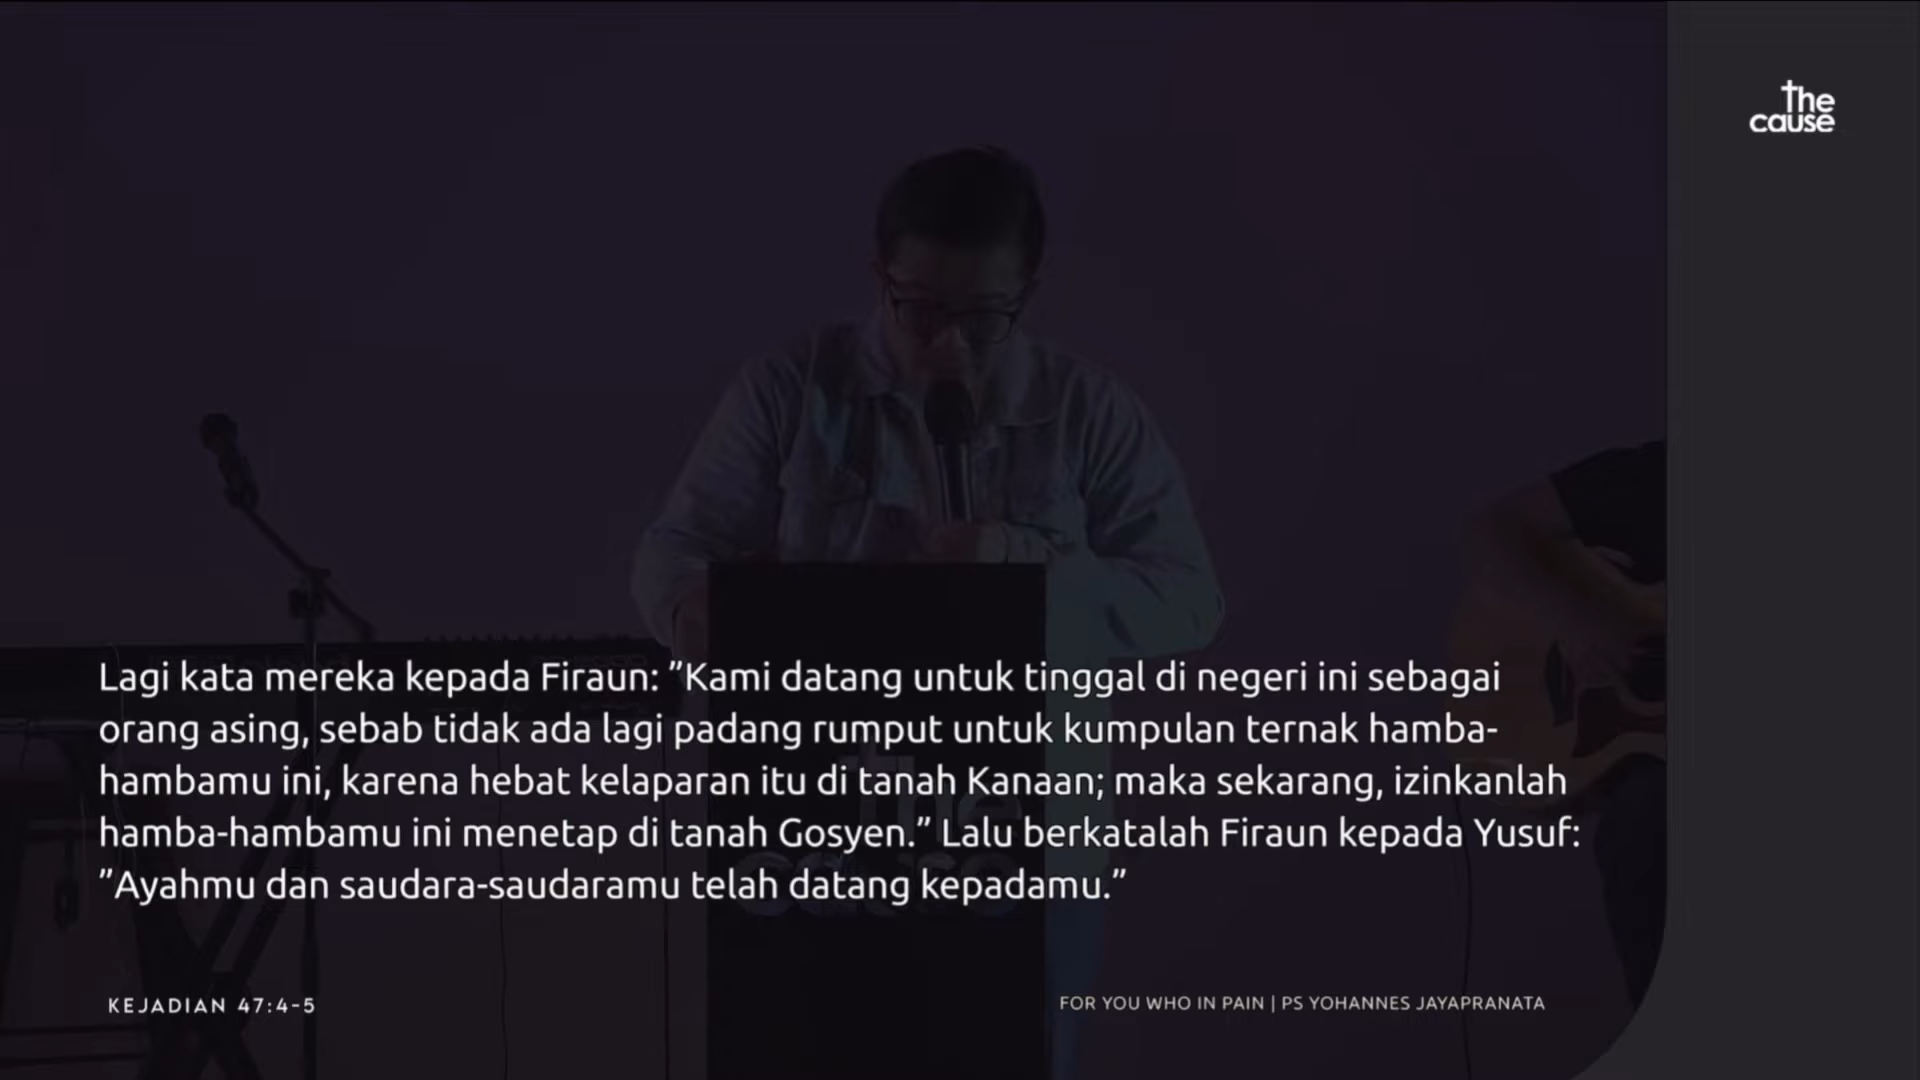 the
cause
Lagi kata mereka kepada Firaun: ”Kami datang untuk tinggal di negeri ini sebagai
orang asing, sebab tidak ada lagi padang rumput untuk kumpulan ternak hamba-
hambamu ini, karena hebat kelaparan itu di tanah Kanaan; maka sekarang, izinkanlah
hamba-hambamu ini menetap di tanah Gosyen.” Lalu berkatalah Firaun kepada Yusuf:
”Ayahmu dan saudara-saudaramu telah datang kepadamu.”
KEJADIAN 47:4-5
FOR YOU WHO IN PAIN | PS YOHANNES JAYAPRANATA